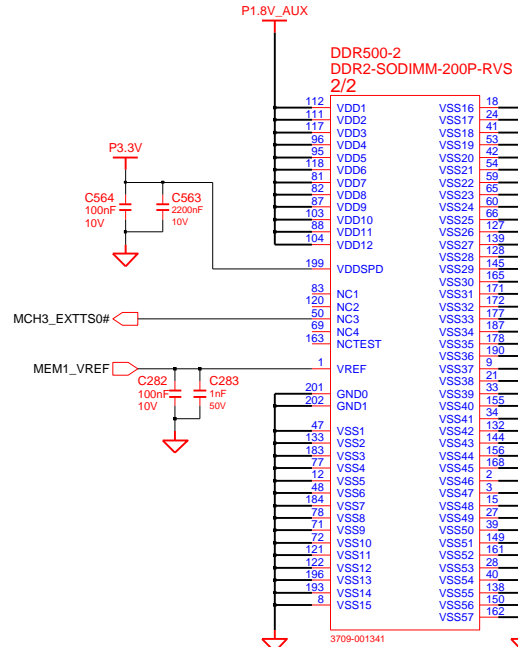 P1.8V_AUX
DDR500-2
DDR2-SODIMM-200P-RVS
2/2
P3.3V
C564
100nF
10V
C563
2200nF
10V
MCH3_EXTTS0#
MEM1_VREF
C282
100nF
10V
C283
1nF
50V
112 VDD1
111 VDD2
117 VDD3
96 VDD4
95 VDD5
118 VDD6
81 VDD7
82 VDD8
87 VDD9
103 VDD10
88 VDD11
104 VDD12
199 VDDSPD
83 NC1
120 NC2
50 NC3
69 NC4
163 NCTEST
1 VREF
201 GND0
202 GND1
47 VSS1
133 VSS2
183 VSS3
77 VSS4
12 VSS5
48 VSS6
184 VSS7
78 VSS8
71 VSS9
72 VSS10
121 VSS11
122 VSS12
196 VSS13
193 VSS14
8 VSS15
VSS16 18
VSS17 24
VSS18 41
VSS19 53
VSS20 42
VSS21 54
VSS22 59
VSS23 65
VSS24 60
VSS25 66
VSS26 127
VSS27 139
VSS28 128
VSS29 145
VSS30 165
VSS31 171
VSS32 172
VSS33 177
VSS34 187
VSS35 178
VSS36 190
VSS37 9
VSS38 21
VSS39 33
VSS40 155
VSS41 34
VSS42 132
VSS43 144
VSS44 156
VSS45 168
VSS46 2
VSS47 3
VSS48 15
VSS49 27
VSS50 39
VSS51 149
VSS52 161
VSS53 28
VSS54 40
VSS55 138
VSS56 150
VSS57 162
3709-001341